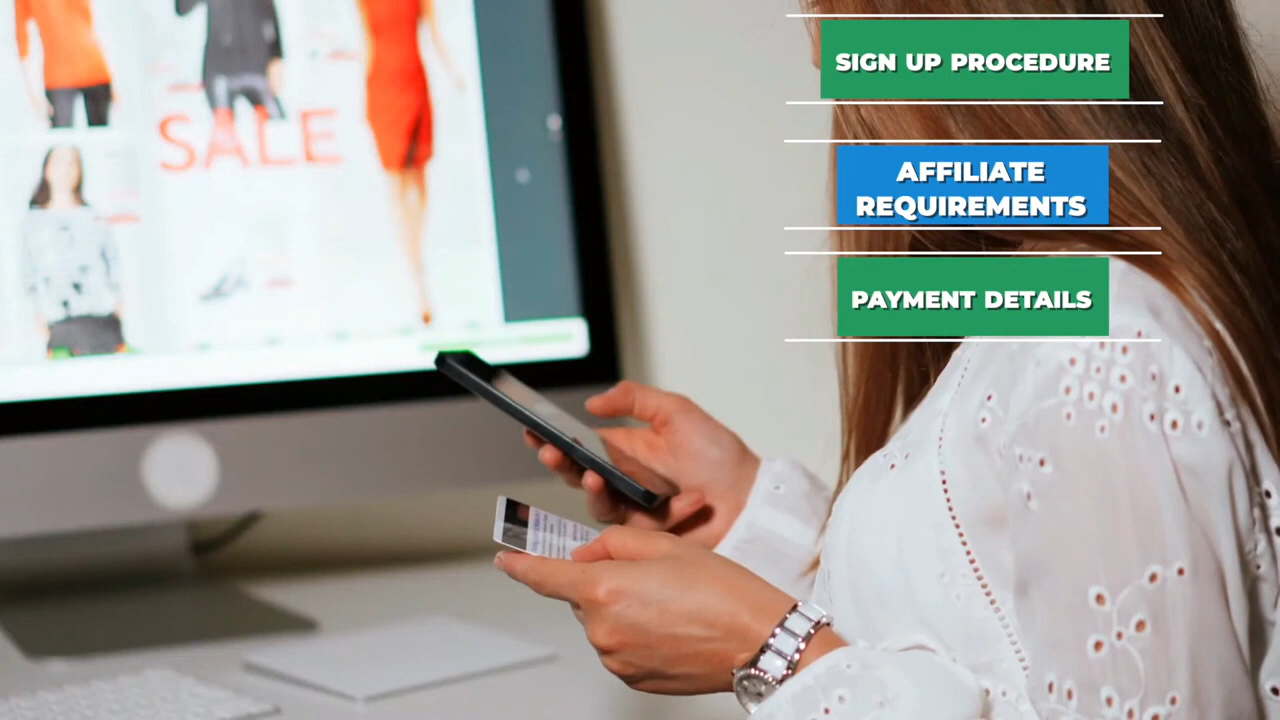 SIGN UP PROCEDURE
AFFILIATE
REQUIREMENTS
PAYMENT DETAILS
SALE